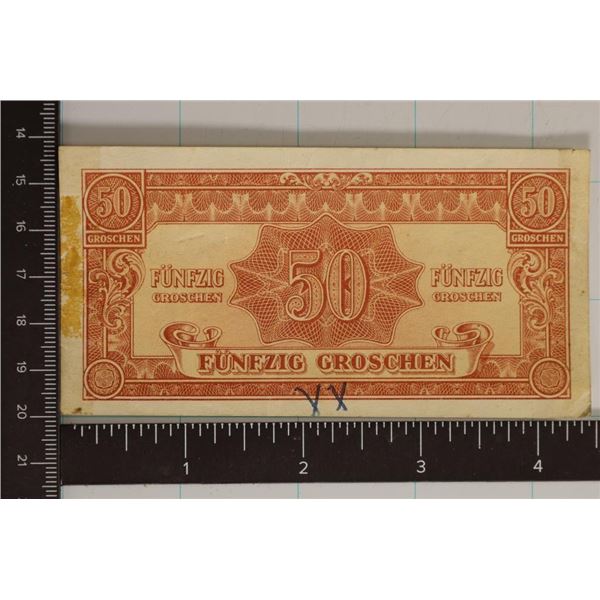 50 50
GROSCHEN GROSCHEN
FÜNFZIG 50 FÜNFZIG
GROSCHEN GROSCHEN
FÜNFZIG GROSCHEN
XX
14
15
16
17
18
19
20
21
1 2 3 4